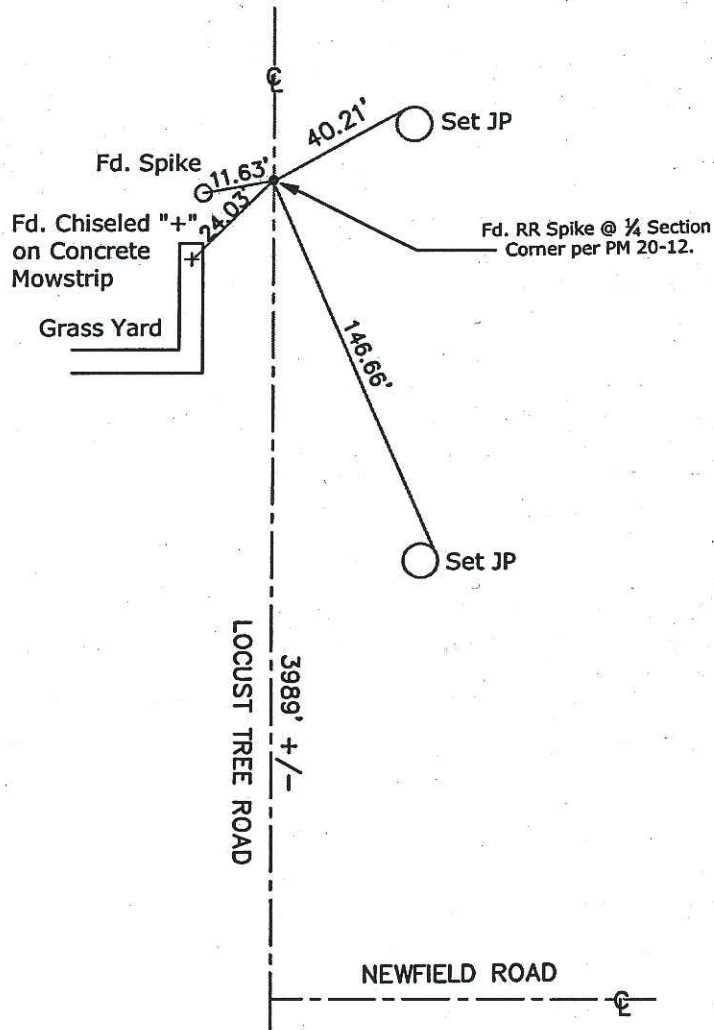 ℄
40.21'
Set JP
Fd. Spike
11.63'
24.03'
Fd. Chiseled "+"
on Concrete
Mowstrip
Fd. RR Spike @ ¼ Section
Corner per PM 20-12.
Grass Yard
146.66'
Set JP
3989' +/-
LOCUST TREE ROAD
NEWFIELD ROAD
℄